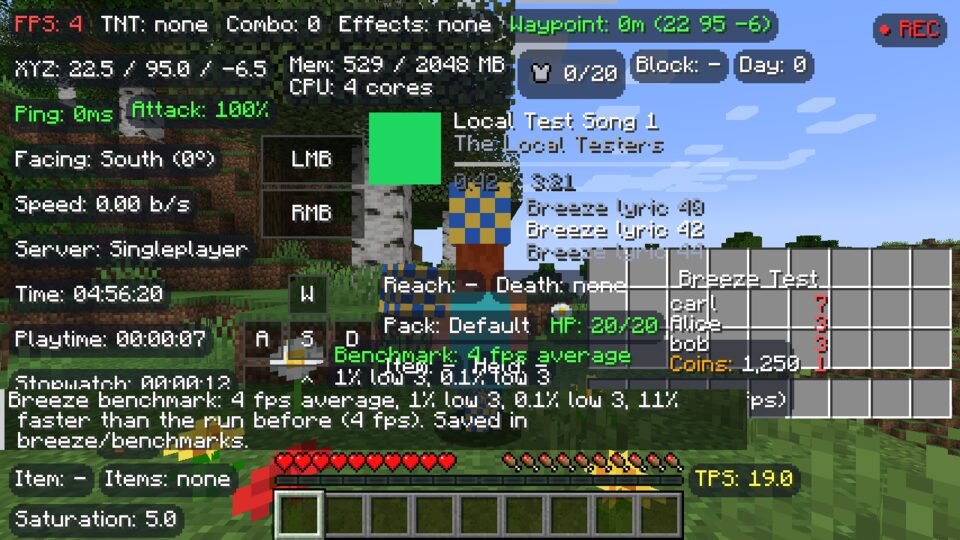 FPS: 4 TNT: none Combo: 0 Effects: none Waypoint: 0m (22 95 -6) REC
XYZ: 22.5 / 95.0 / -6.5
Mem: 529 / 2048 MB
CPU: 4 cores
0/20
Block: - Day: 0
Ping: 0ms Attack: 100%
Local Test Song 1
The Local Testers
0:42 3:21
Facing: South (0°)
LMB
RMB
Speed: 0.00 b/s
Breeze lyric 40
Breeze lyric 42
Breeze lyric 44
Server: Singleplayer
Reach: - Death: none
Breeze Test
Time: 04:56:20
W
carl 7
Alice 3
bob 3
Coins: 1,250 1
Pack: Default HP: 20/20
Playtime: 00:00:07
A S D
Benchmark: 4 fps average
1% low 3, 0.1% low 3
Item: - Held: -
Stopwatch: 00:00:12
Breeze benchmark: 4 fps average, 1% low 3, 0.1% low 3, 11%
faster than the run before (4 fps). Saved in
breeze/benchmarks.
fps)
Item: - Items: none
TPS: 19.0
Saturation: 5.0